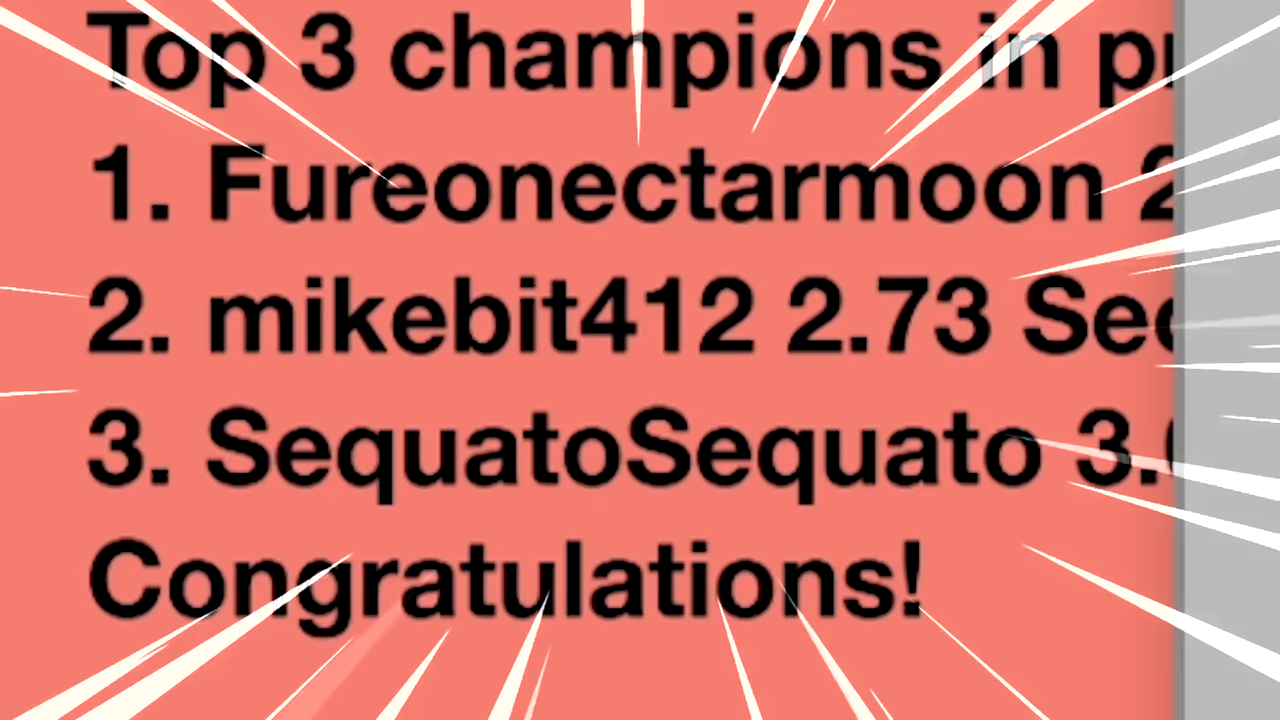 Top 3 champions in
1. Fureonectarmoon
2. mikebit412 2.73
3. SequatoSequato
Congratulations!